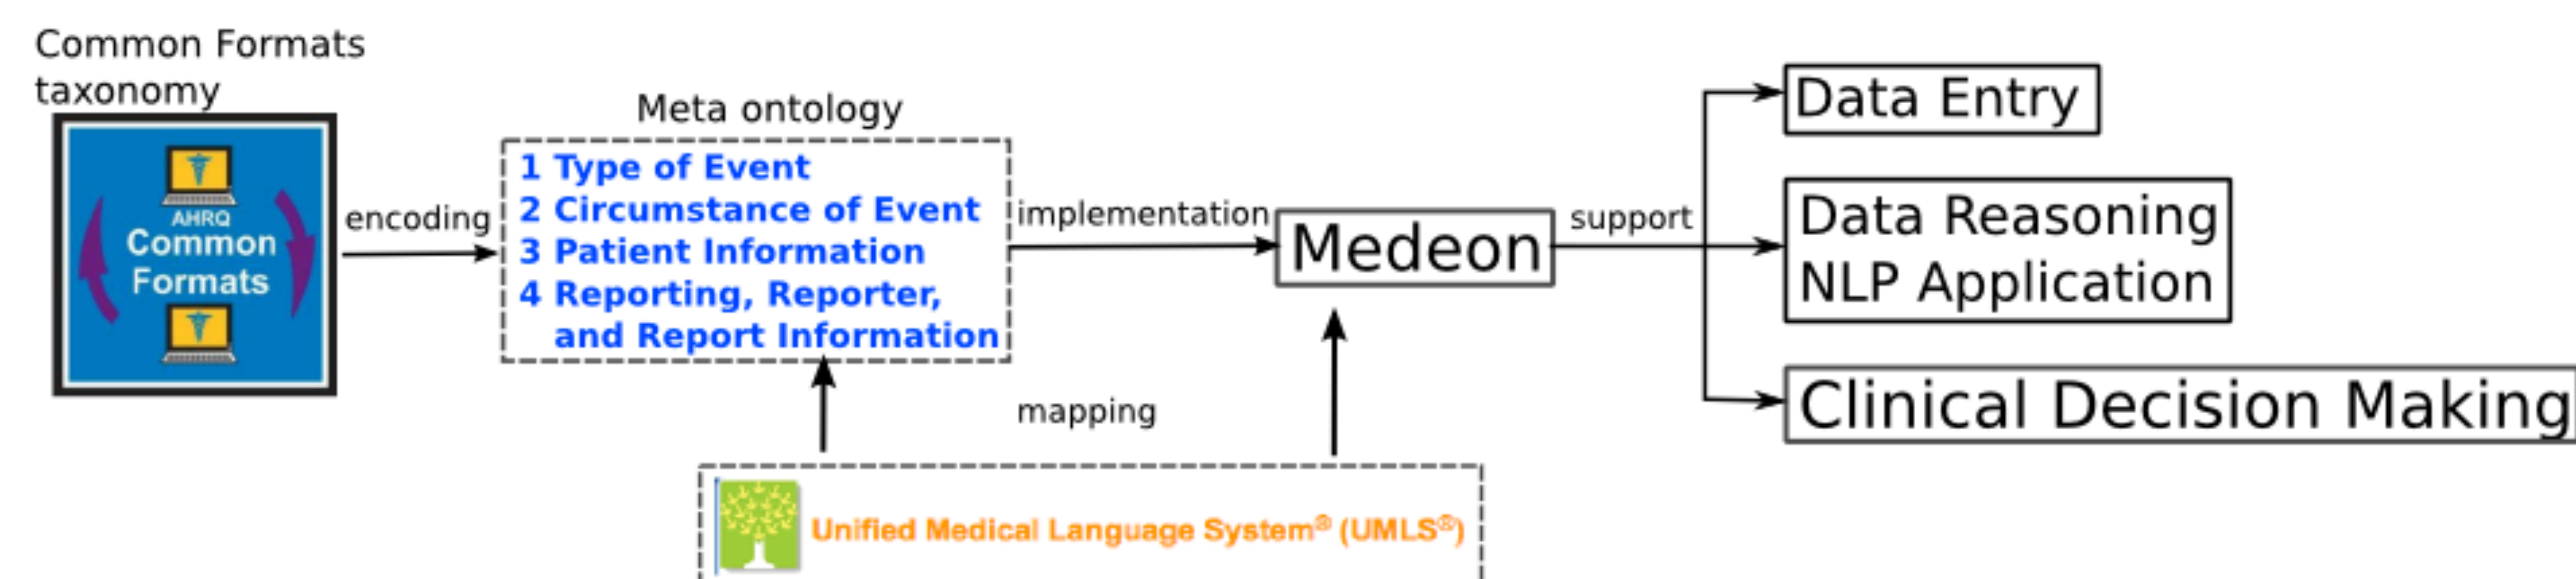 Common Formats
taxonomy
AHRQ
Common
Formats
encoding
Meta ontology
1 Type of Event
2 Circumstance of Event
3 Patient Information
4 Reporting, Reporter,
and Report Information
implementation
Medeon
support
Data Entry
Data Reasoning
NLP Application
Clinical Decision Making
mapping
Unified Medical Language System® (UMLS®)